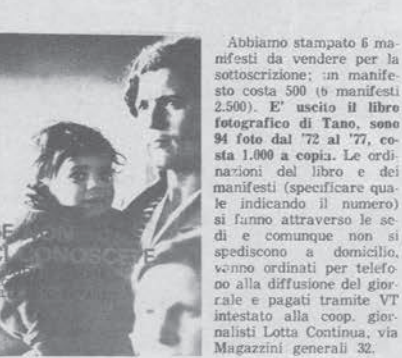 Abbiamo stampato 6 ma-
nifesti da vendere per la
sottoscrizione; un manife-
sto costa 500 (6 manifesti
2.500). E' uscito il libro
fotografico di Tano, sono
94 foto dal '72 al '77, co-
sta 1.000 a copia. Le ordi-
nazioni del libro e dei
manifesti (specificare qua-
le indicando il numero)
si fanno attraverso le se-
di e comunque non si
spediscono a domicilio,
vanno ordinati per telefo-
no alla diffusione del gior-
nale e pagati tramite VT
intestato alla coop. gior-
nalisti Lotta Continua, via
Magazzini generali 32.